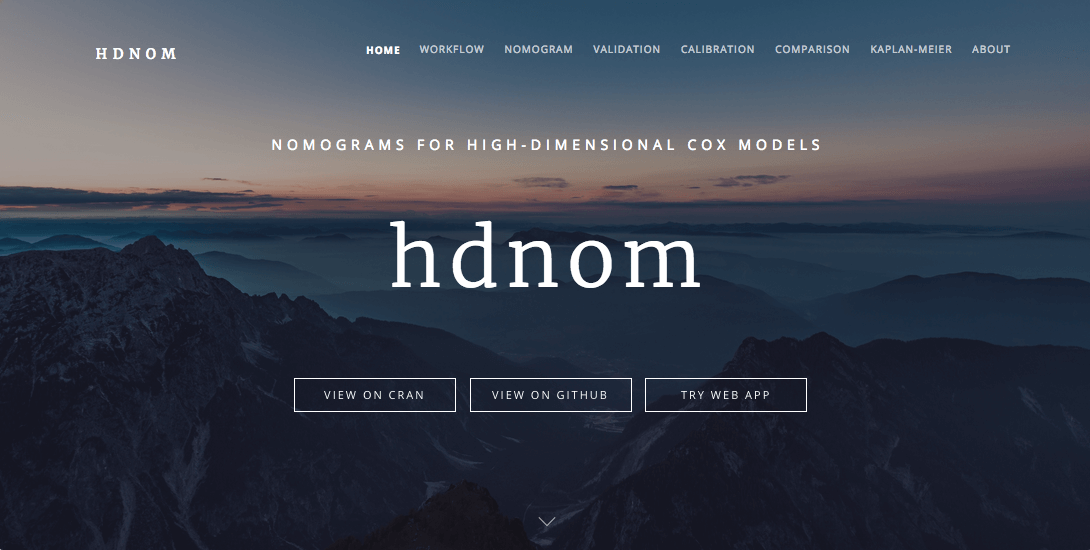 HDNOM
HOME WORKFLOW NOMOGRAM VALIDATION CALIBRATION COMPARISON KAPLAN-MEIER ABOUT
NOMOGRAMS FOR HIGH-DIMENSIONAL COX MODELS
hdnom
VIEW ON CRAN VIEW ON GITHUB TRY WEB APP